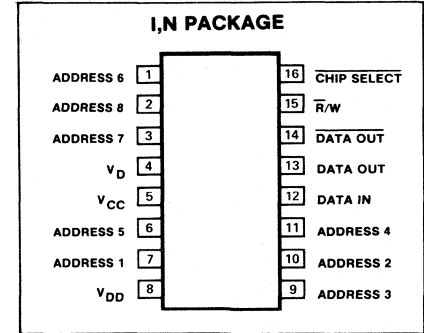 I,N PACKAGE
ADDRESS 6 1 16 CHIP SELECT
ADDRESS 8 2 15 R/W
ADDRESS 7 3 14 DATA OUT
VD 4 13 DATA OUT
VCC 5 12 DATA IN
ADDRESS 5 6 11 ADDRESS 4
ADDRESS 1 7 10 ADDRESS 2
VDD 8 9 ADDRESS 3